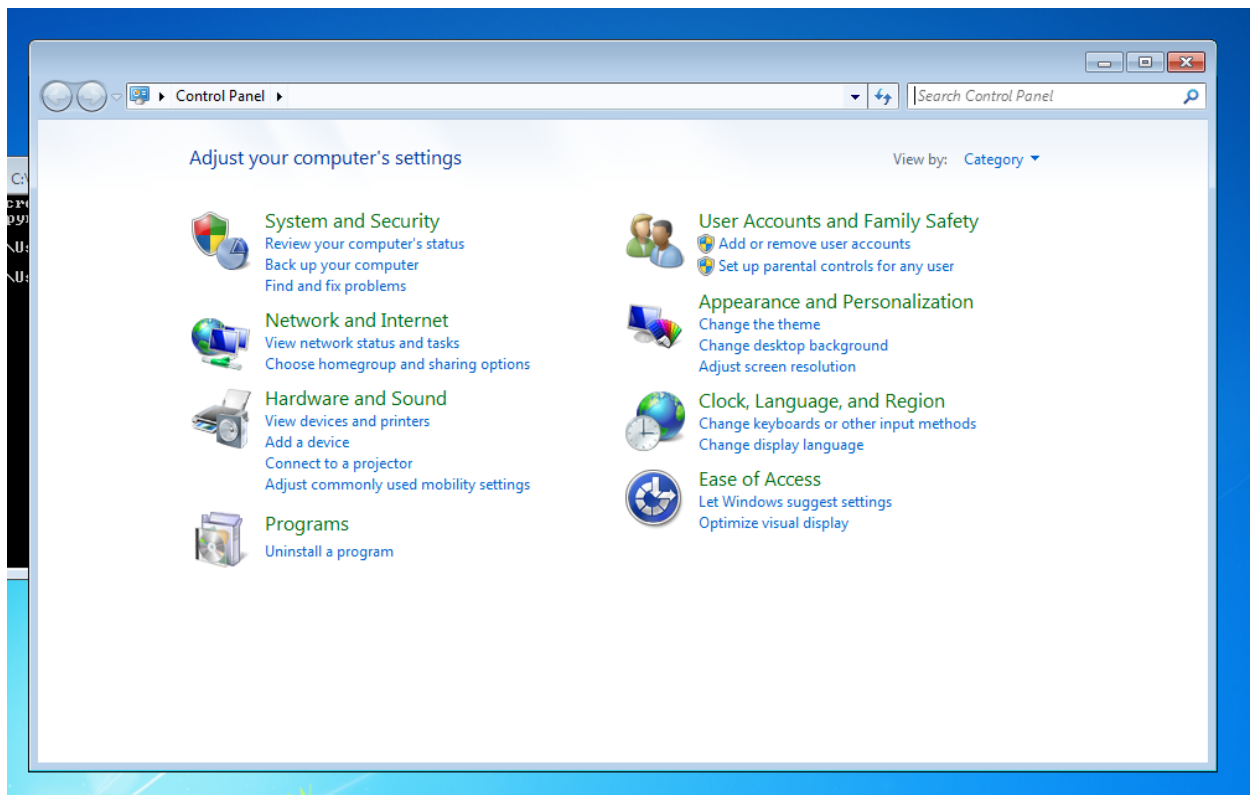 Control Panel
Search Control Panel
Adjust your computer's settings
View by: Category
System and Security
Review your computer's status
Back up your computer
Find and fix problems
Network and Internet
View network status and tasks
Choose homegroup and sharing options
Hardware and Sound
View devices and printers
Add a device
Connect to a projector
Adjust commonly used mobility settings
Programs
Uninstall a program
User Accounts and Family Safety
Add or remove user accounts
Set up parental controls for any user
Appearance and Personalization
Change the theme
Change desktop background
Adjust screen resolution
Clock, Language, and Region
Change keyboards or other input methods
Change display language
Ease of Access
Let Windows suggest settings
Optimize visual display